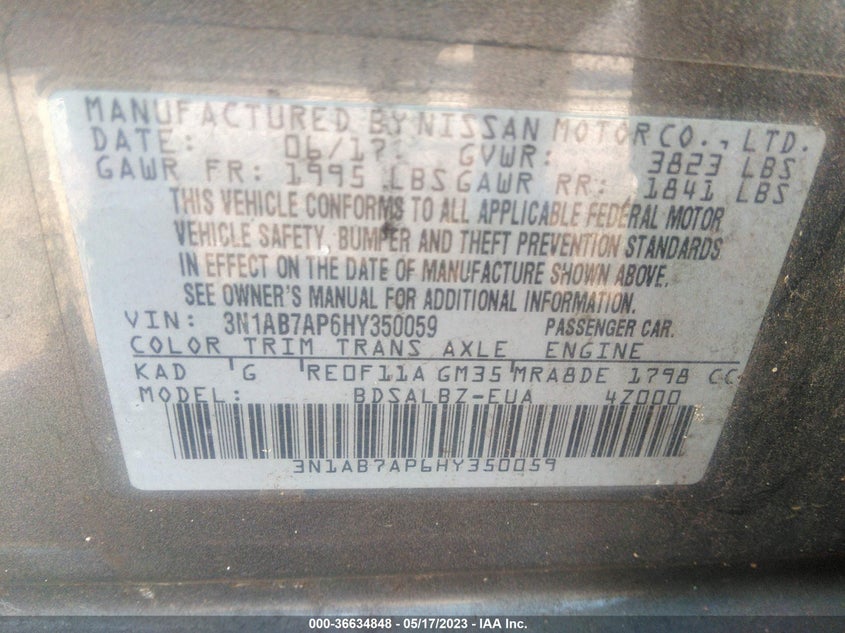 MANUFACTURED BY NISSAN MOTOR CO., LTD.
DATE: 06/17 GVWR: 3823 LBS
GAWR FR: 1995 LBS GAWR RR: 1841 LBS
THIS VEHICLE CONFORMS TO ALL APPLICABLE FEDERAL MOTOR
VEHICLE SAFETY, BUMPER AND THEFT PREVENTION STANDARDS
IN EFFECT ON THE DATE OF MANUFACTURE SHOWN ABOVE.
SEE OWNER'S MANUAL FOR ADDITIONAL INFORMATION.
VIN: 3N1AB7AP6HY350059 PASSENGER CAR.
COLOR TRIM TRANS AXLE ENGINE
KAD G RE0F11A GM35 MRA8DE 1798 CC
MODEL: BDSALBZ-EUA 4Z000
3N1AB7AP6HY350059
000-36634848 - 05/17/2023 - IAA Inc.